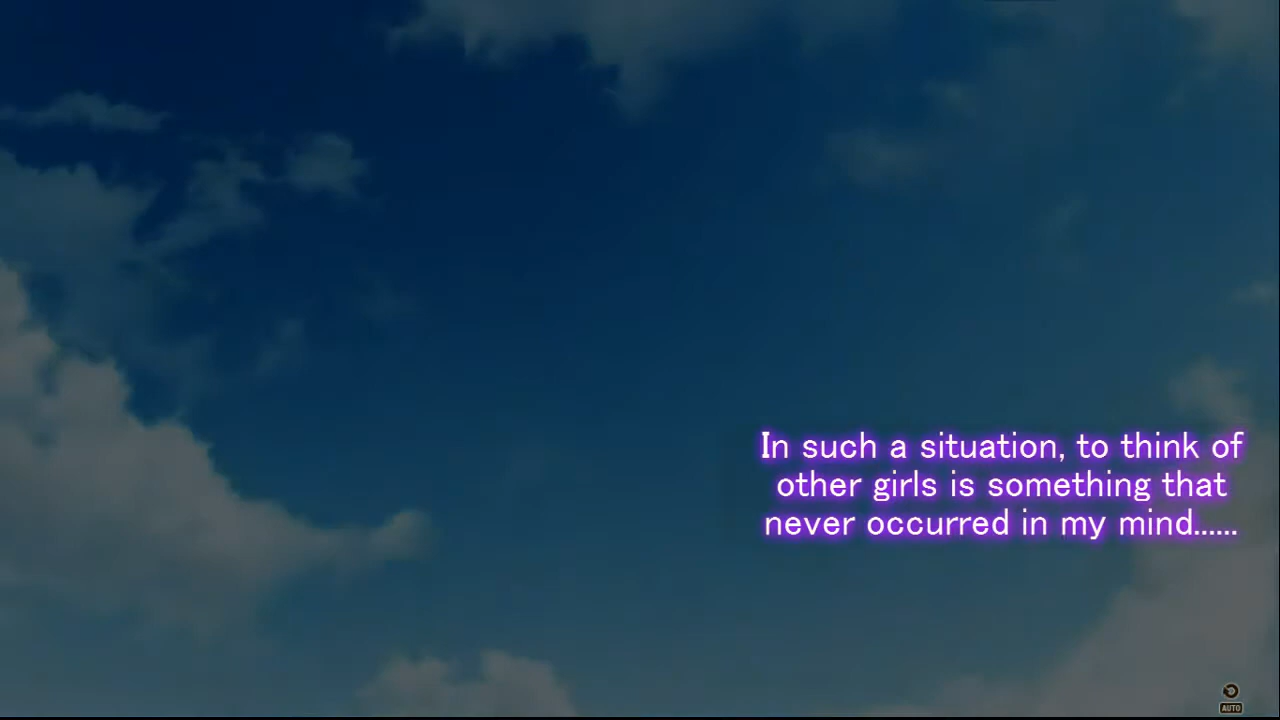 In such a situation, to think of
other girls is something that
never occurred in my mind......
AUTO